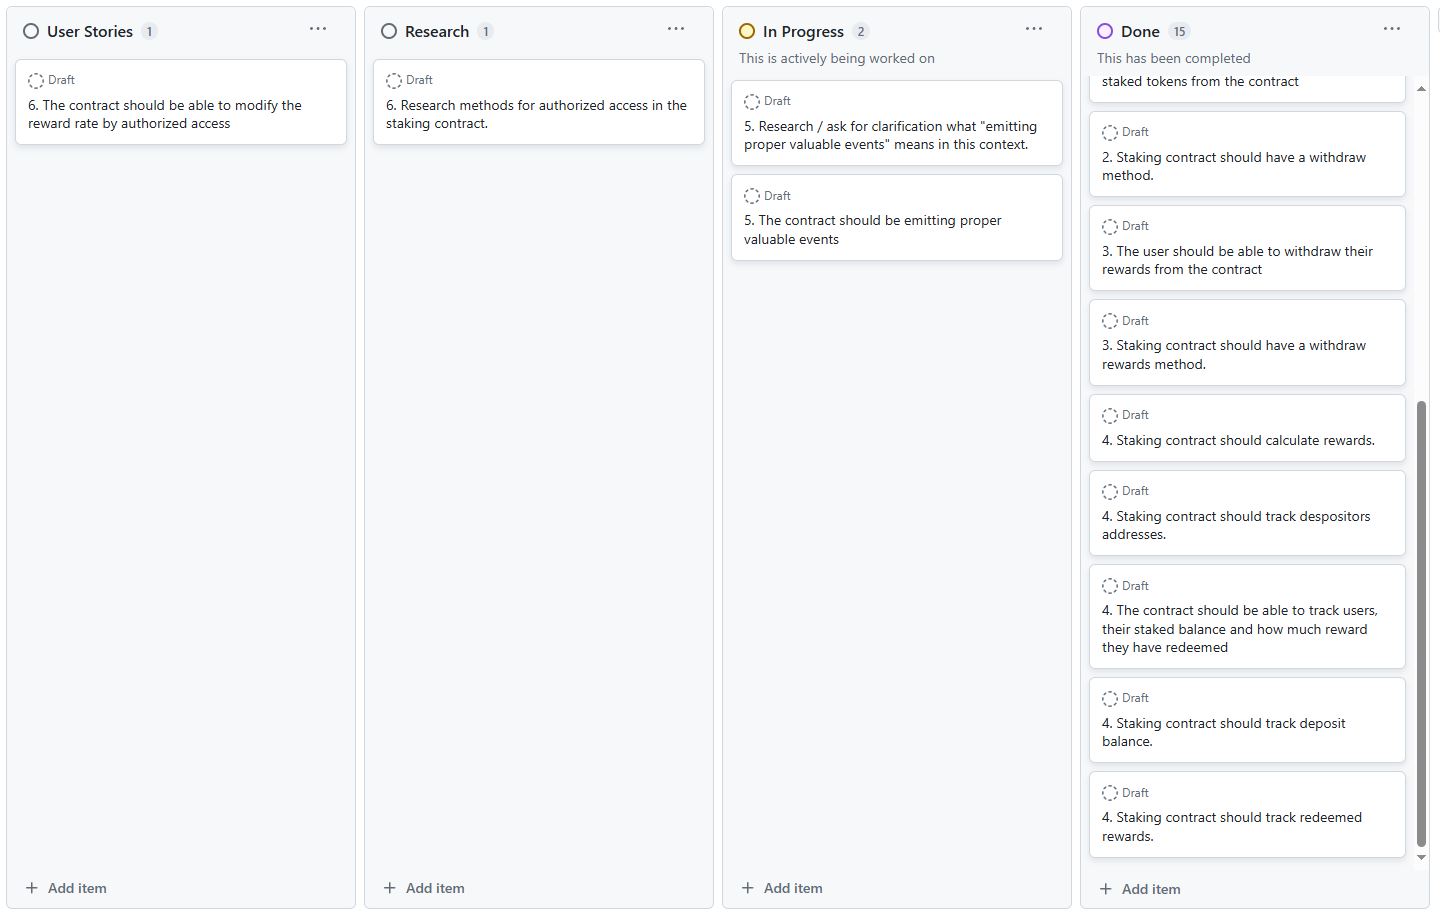 User Stories 1 ...
Draft
6. The contract should be able to modify the
reward rate by authorized access
+ Add item
Research 1 ...
Draft
6. Research methods for authorized access in the
staking contract.
+ Add item
In Progress 2 ...
This is actively being worked on
Draft
5. Research / ask for clarification what "emitting
proper valuable events" means in this context.
Draft
5. The contract should be emitting proper
valuable events
+ Add item
Done 15 ...
This has been completed
staked tokens from the contract
Draft
2. Staking contract should have a withdraw
method.
Draft
3. The user should be able to withdraw their
rewards from the contract
Draft
3. Staking contract should have a withdraw
rewards method.
Draft
4. Staking contract should calculate rewards.
Draft
4. Staking contract should track despositors
addresses.
Draft
4. The contract should be able to track users,
their staked balance and how much reward
they have redeemed
Draft
4. Staking contract should track deposit
balance.
Draft
4. Staking contract should track redeemed
rewards.
+ Add item